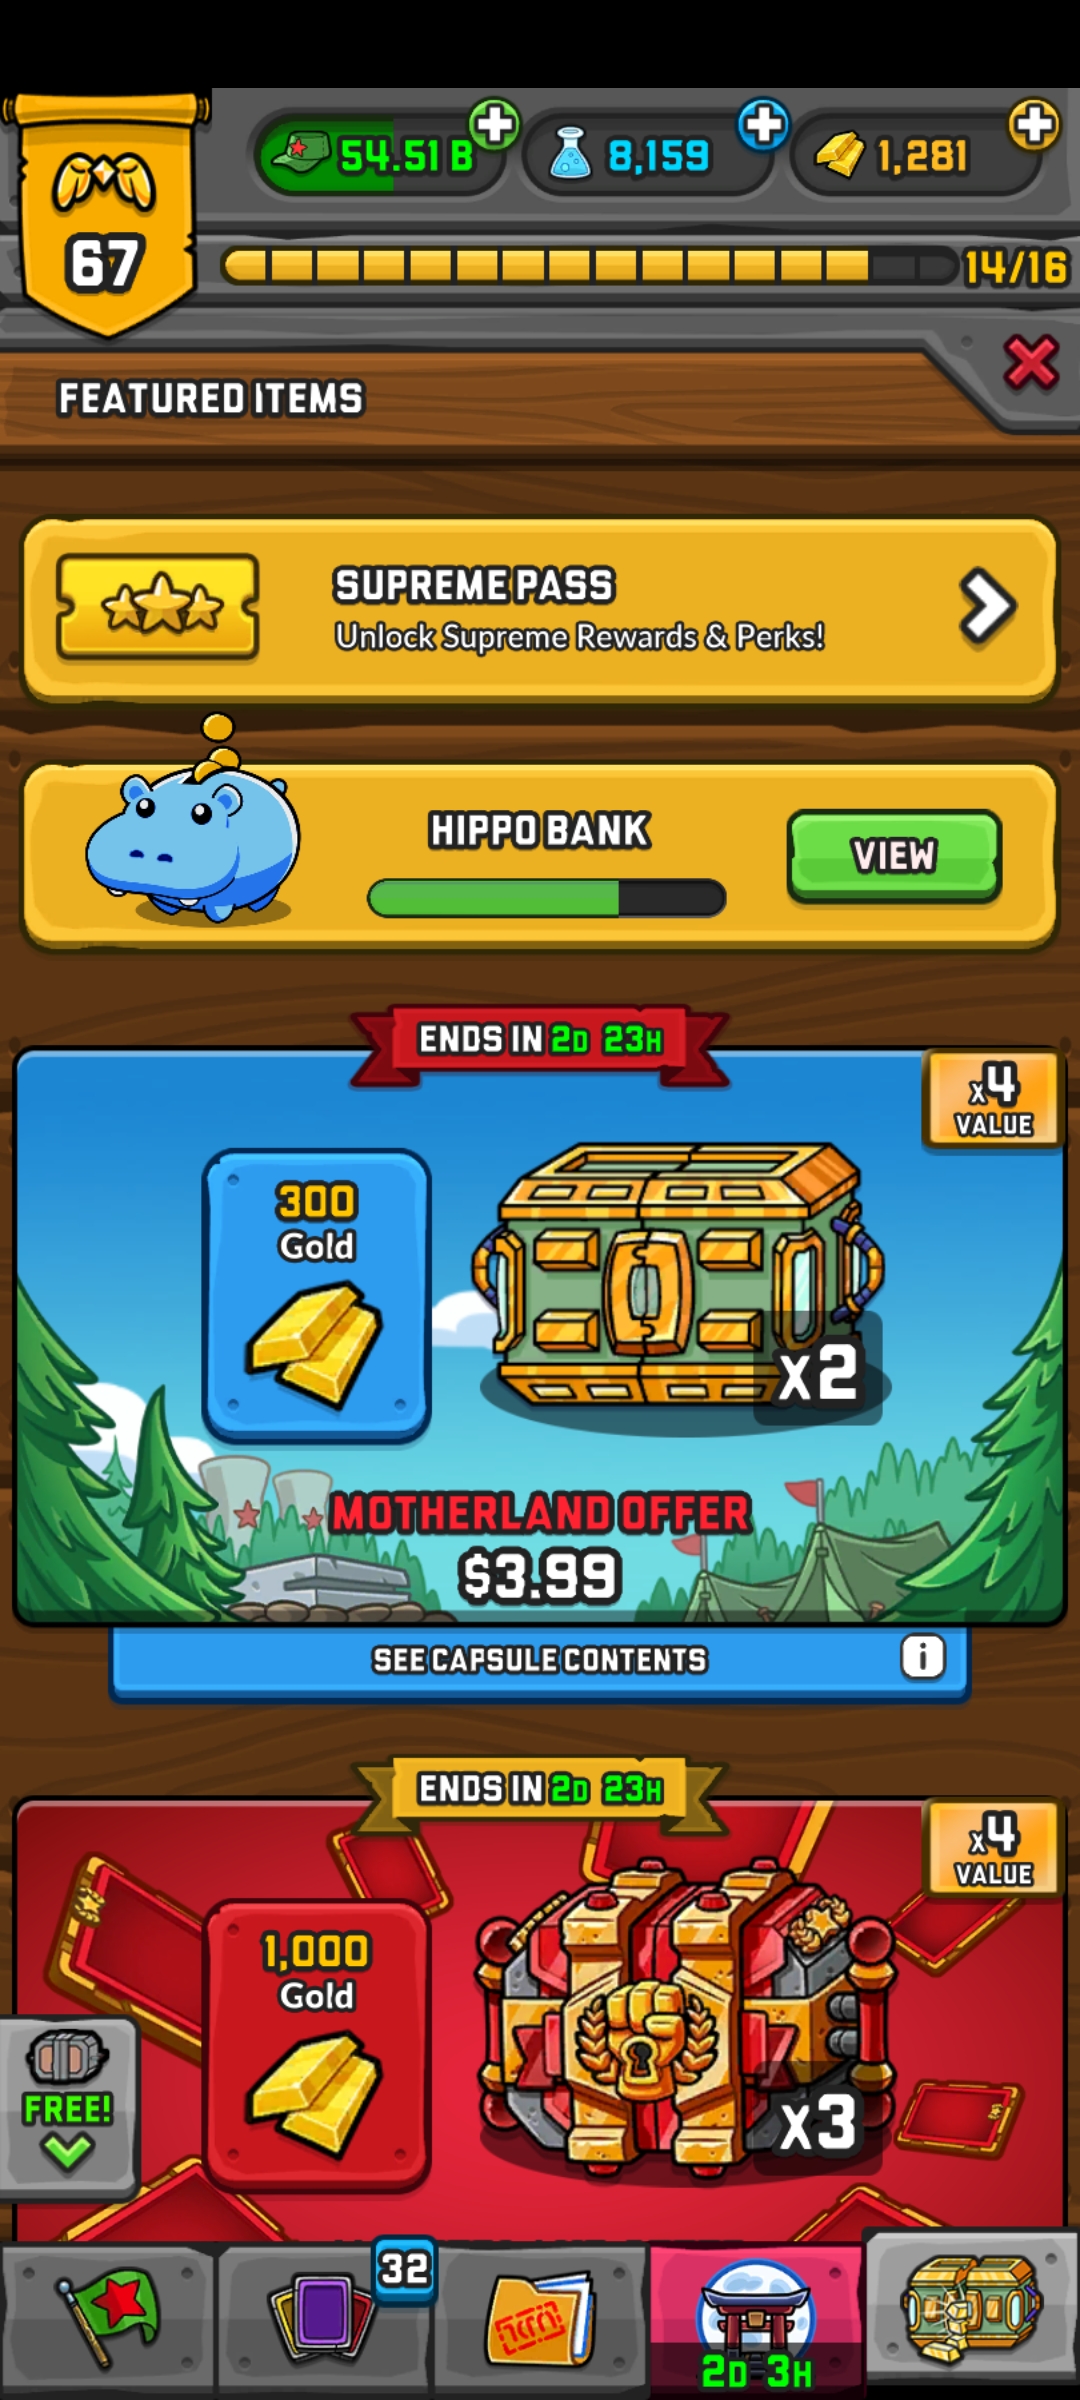 54.51 B
8,159
1,281
67
14/16
FEATURED ITEMS
SUPREME PASS
Unlock Supreme Rewards & Perks!
HIPPO BANK
VIEW
ENDS IN 2D 23H
x4
VALUE
300
Gold
x2
MOTHERLAND OFFER
$3.99
SEE CAPSULE CONTENTS
i
ENDS IN 2D 23H
x4
VALUE
1,000
Gold
x3
FREE!
32
2D 3H